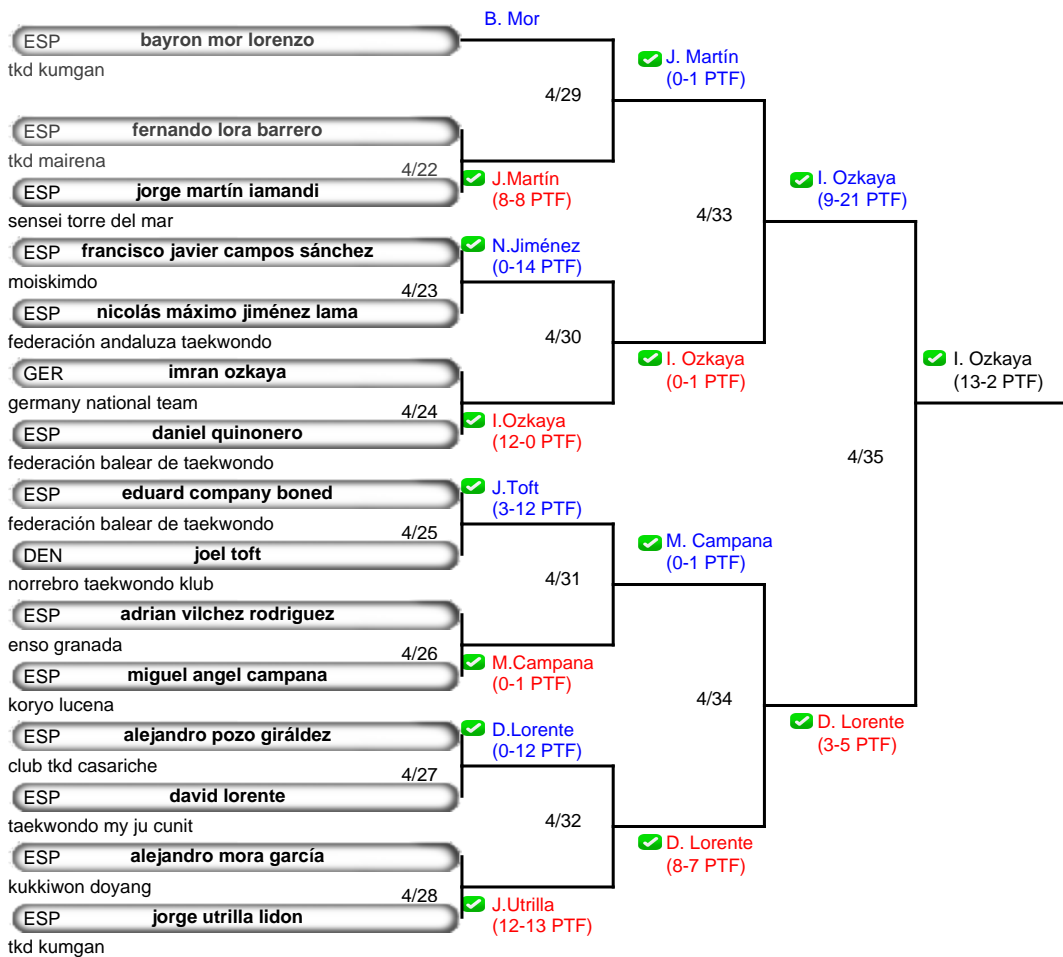 B. Mor
ESP bayron mor lorenzo
tkd kumgan
J. Martín
(0-1 PTF)
4/29
ESP fernando lora barrero
tkd mairena
4/22
ESP jorge martín iamandi
sensei torre del mar
J.Martín
(8-8 PTF)
I. Ozkaya
(9-21 PTF)
4/33
ESP francisco javier campos sánchez
moiskimdo
N.Jiménez
(0-14 PTF)
4/23
ESP nicolás máximo jiménez lama
federación andaluza taekwondo
4/30
GER imran ozkaya
germany national team
I. Ozkaya
(0-1 PTF)
I. Ozkaya
(13-2 PTF)
4/24
ESP daniel quinonero
federación balear de taekwondo
I.Ozkaya
(12-0 PTF)
4/35
ESP eduard company boned
federación balear de taekwondo
J.Toft
(3-12 PTF)
4/25
DEN joel toft
norrebro taekwondo klub
M. Campana
(0-1 PTF)
4/31
ESP adrian vilchez rodriguez
enso granada
4/26
ESP miguel angel campana
koryo lucena
M.Campana
(0-1 PTF)
4/34
ESP alejandro pozo giráldez
club tkd casariche
D.Lorente
(0-12 PTF)
D. Lorente
(3-5 PTF)
4/27
ESP david lorente
taekwondo my ju cunit
4/32
ESP alejandro mora garcía
kukkiwon doyang
D. Lorente
(8-7 PTF)
4/28
ESP jorge utrilla lidon
tkd kumgan
J.Utrilla
(12-13 PTF)